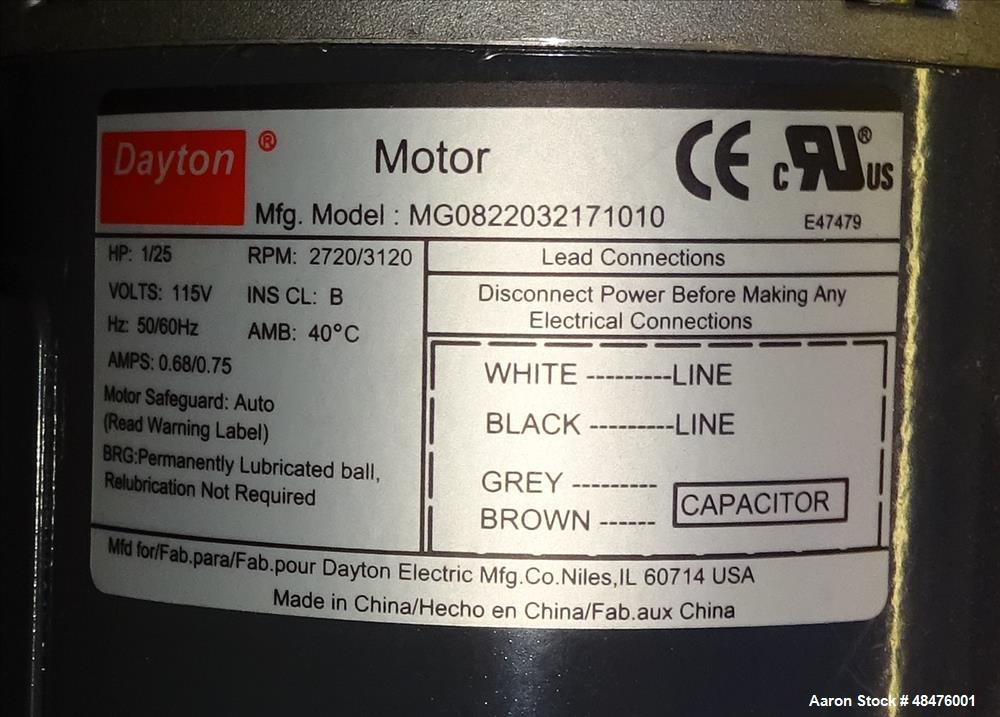 Dayton®
Motor
CE
c RU® US
Mfg. Model : MG0822032171010
E47479
HP: 1/25 RPM: 2720/3120
VOLTS: 115V INS CL: B
Hz: 50/60Hz AMB: 40°C
AMPS: 0.68/0.75
Motor Safeguard: Auto
(Read Warning Label)
BRG:Permanently Lubricated ball,
Relubrication Not Required
Lead Connections
Disconnect Power Before Making Any
Electrical Connections
WHITE ---------LINE
BLACK ---------LINE
GREY ---------
BROWN ------
CAPACITOR
Mfd for/Fab.para/Fab.pour Dayton Electric Mfg.Co.Niles,IL 60714 USA
Made in China/Hecho en China/Fab.aux China
Aaron Stock # 48476001